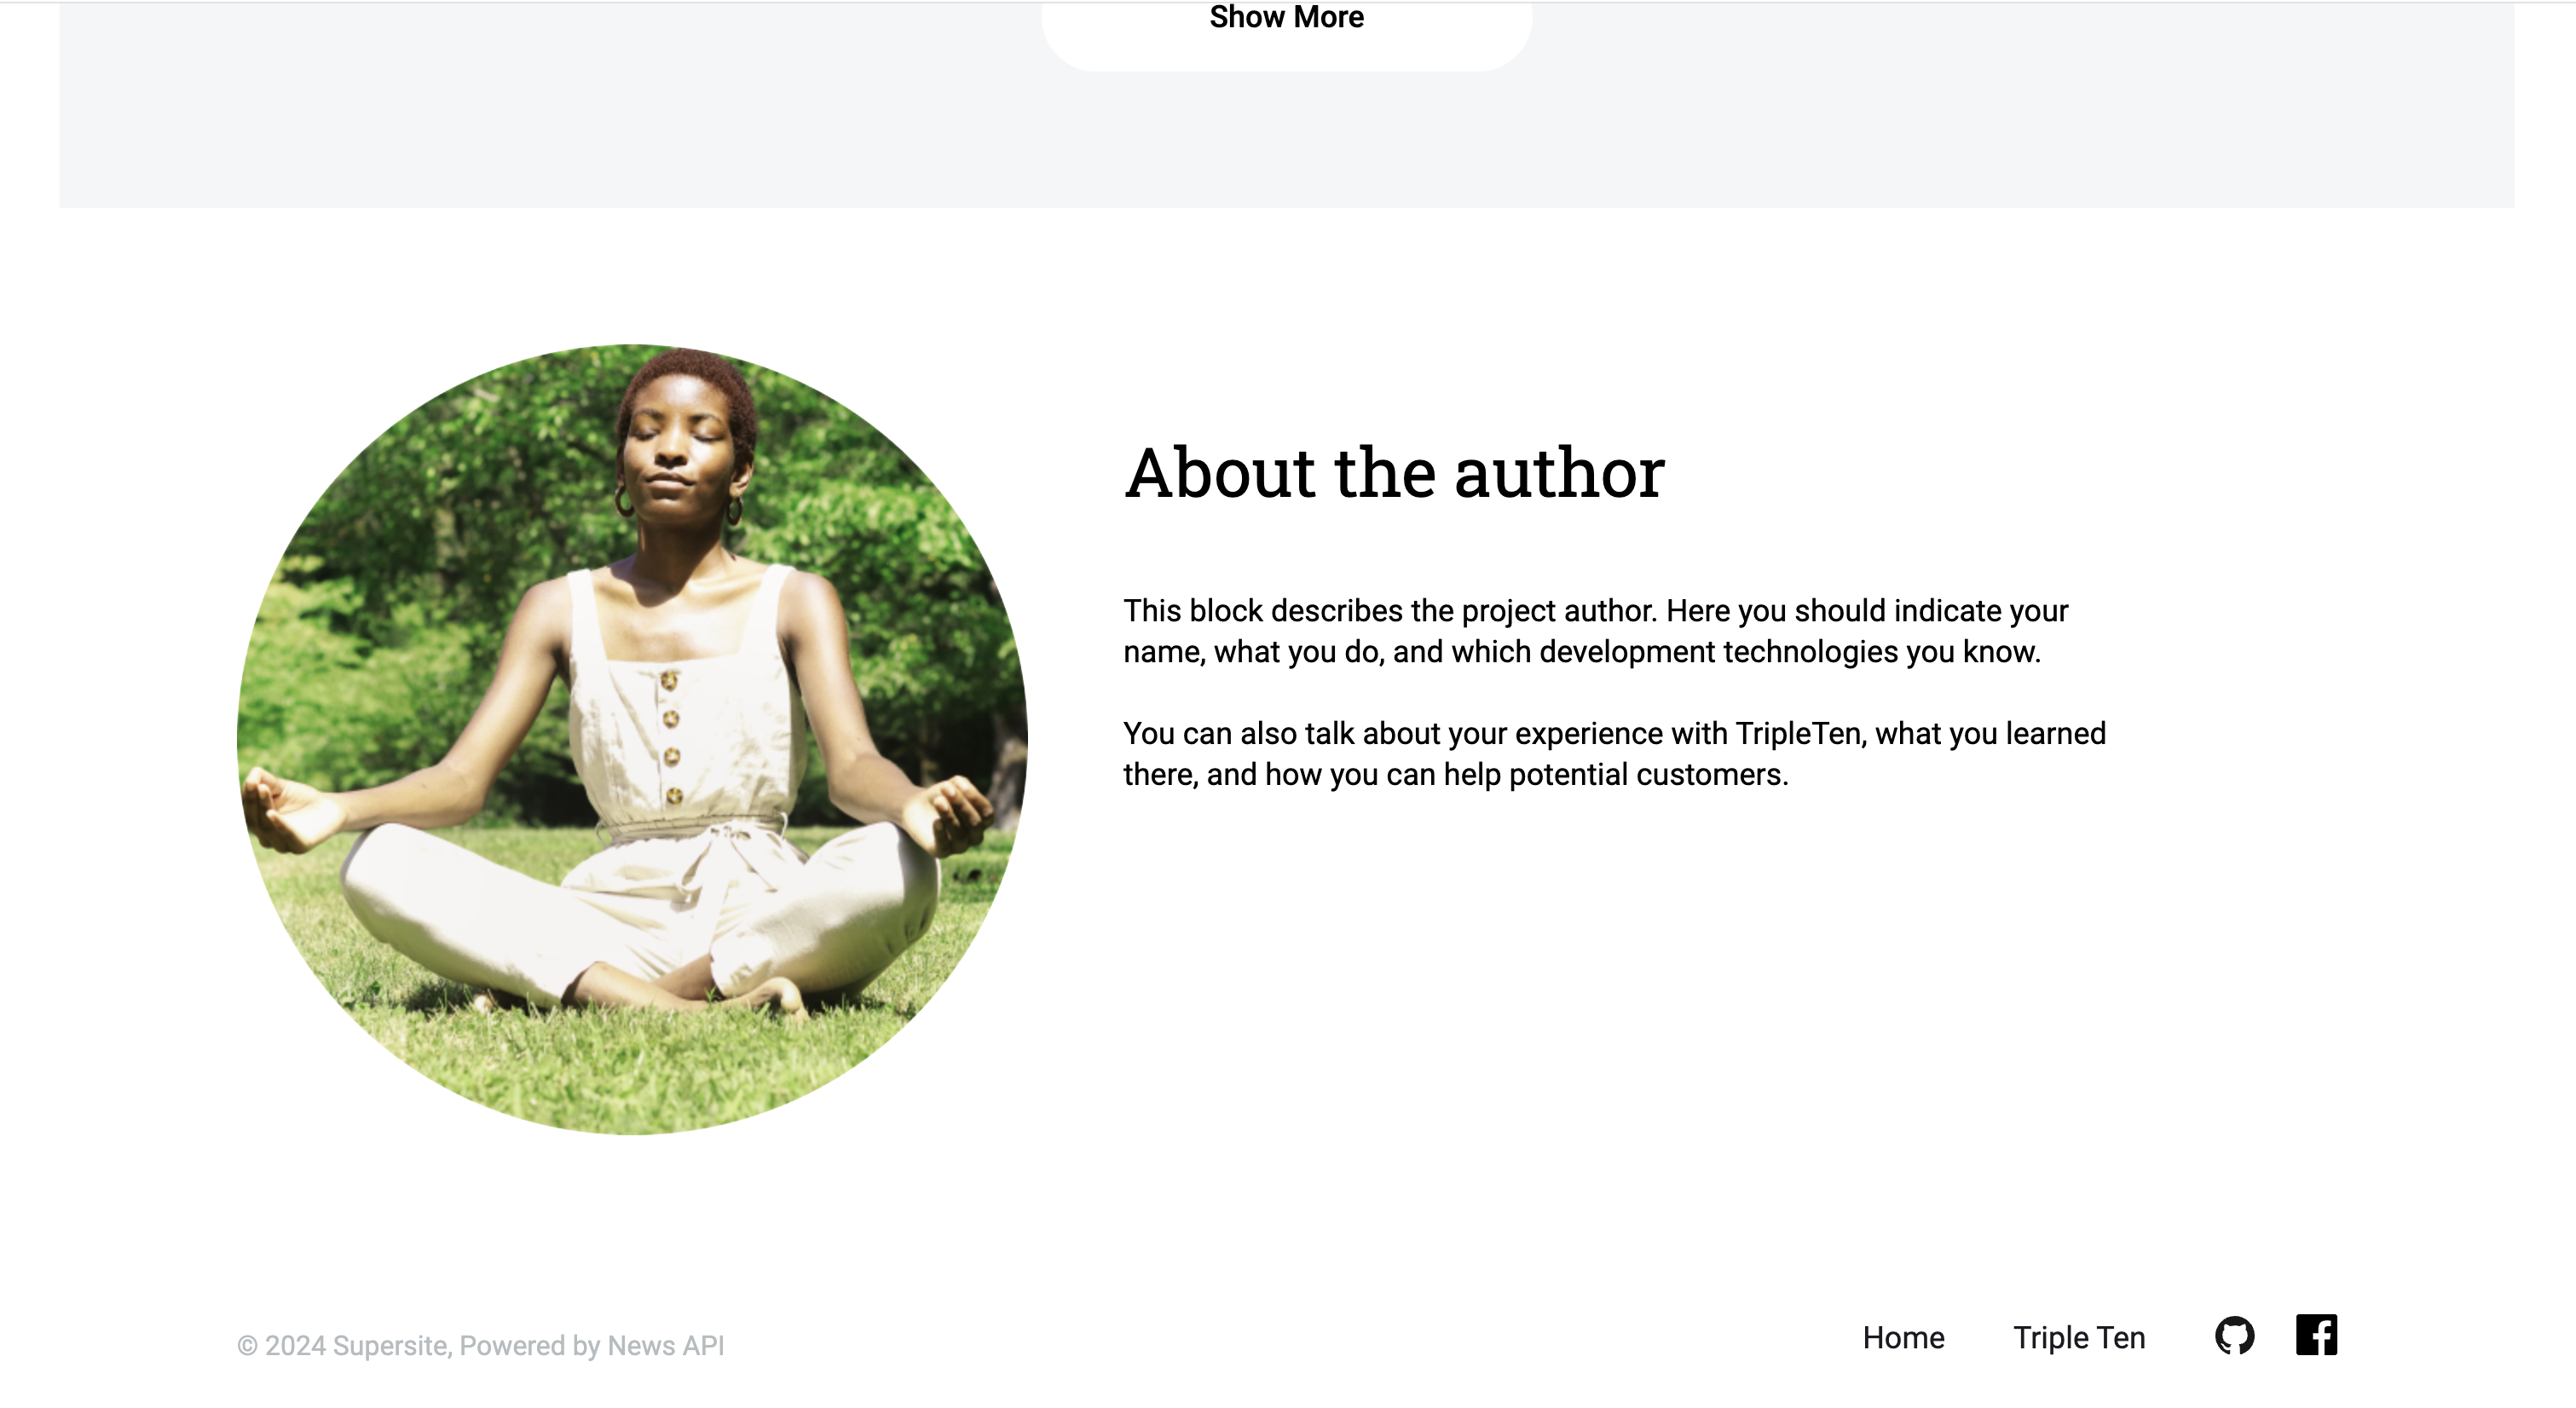 Show More
About the author
This block describes the project author. Here you should indicate your
name, what you do, and which development technologies you know.
You can also talk about your experience with TripleTen, what you learned
there, and how you can help potential customers.
© 2024 Supersite, Powered by News API
Home
Triple Ten